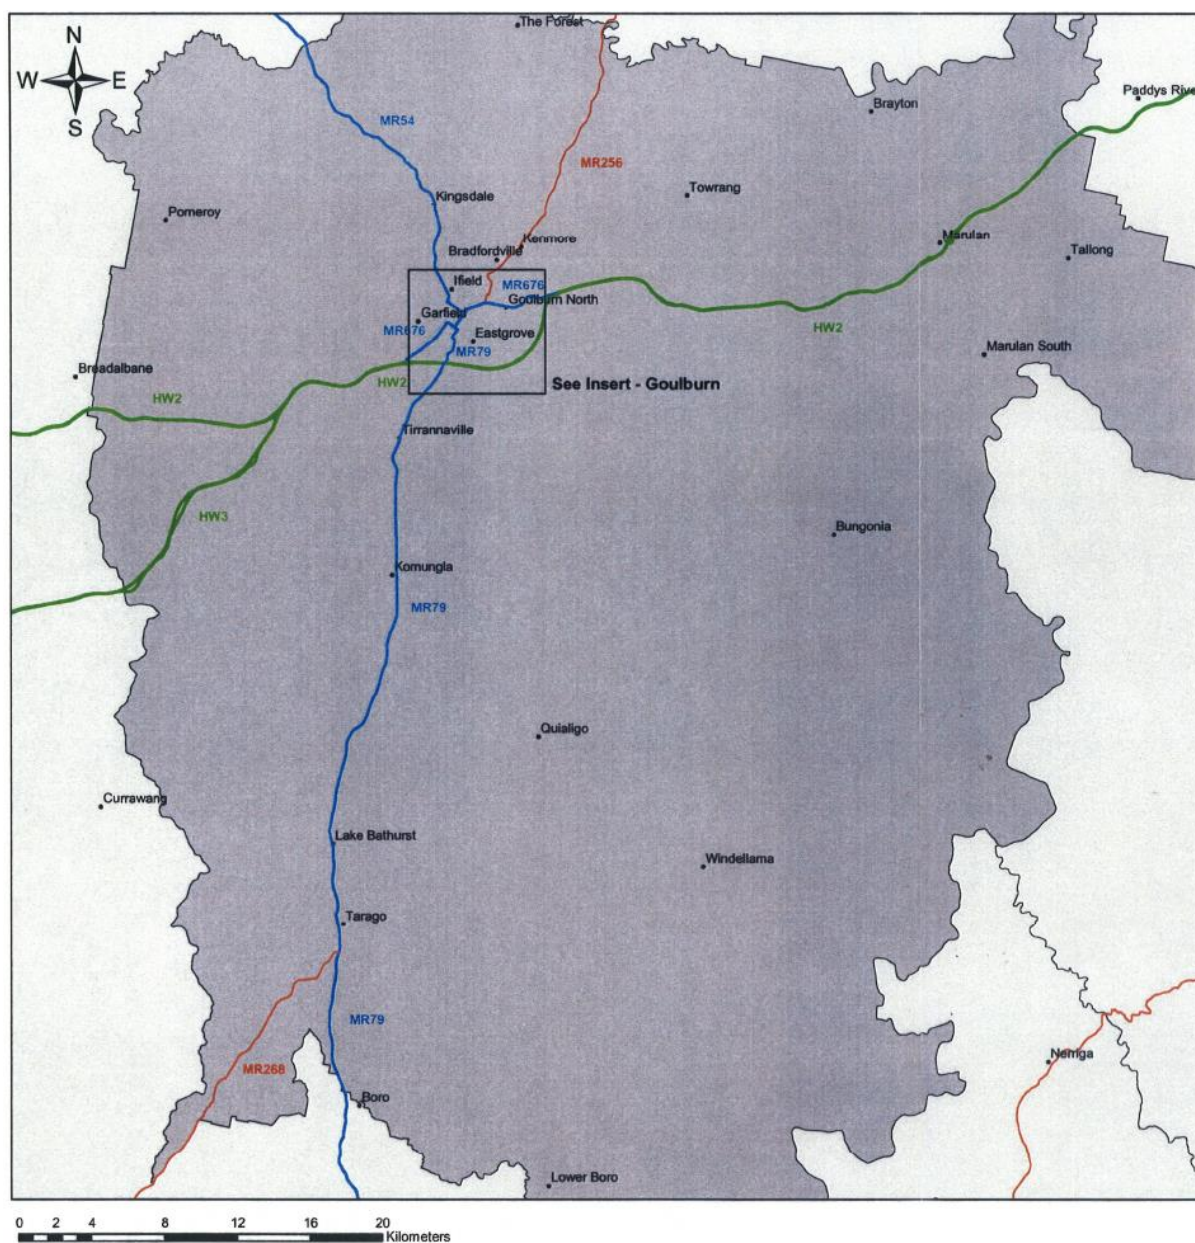 The Forest
N
W E
S
Paddys River
Brayton
MR54
MR256
Towrang
Kingsdale
Pomeroy
Kenmore
Marulan
Bradfordville
Tallong
Ifield
MR676
Goulburn North
Garfield
MR676
Eastgrove
HW2
MR79
Marulan South
Breadalbane
HW2
See Insert - Goulburn
HW2
Tirrannaville
HW3
Bungonia
Komungla
MR79
Quialigo
Currawang
Lake Bathurst
Windellama
Tarago
MR79
Nerriga
MR268
Boro
Lower Boro
0 2 4 8 12 16 20
Kilometers